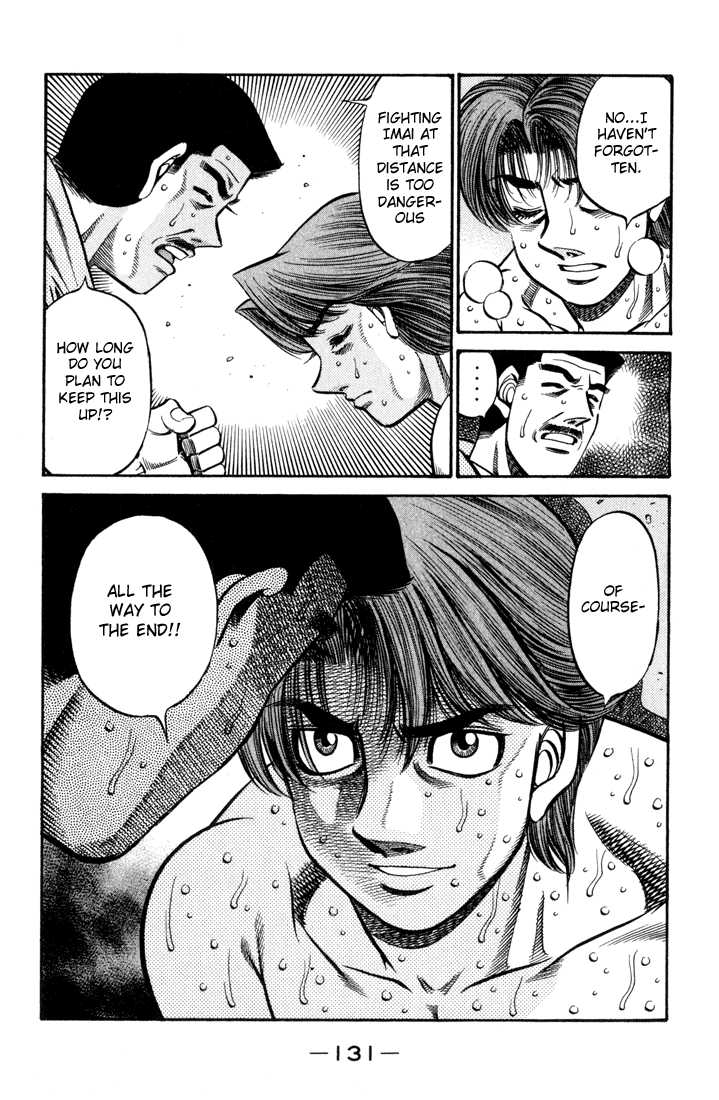 NO...I
HAVEN'T
FORGOT-
TEN.
FIGHTING
IMAI AT
THAT
DISTANCE
IS TOO
DANGER-
OUS
HOW LONG
DO YOU
PLAN TO
KEEP THIS
UP!?
...
OF
COURSE-
ALL THE
WAY TO
THE END!!
—131—